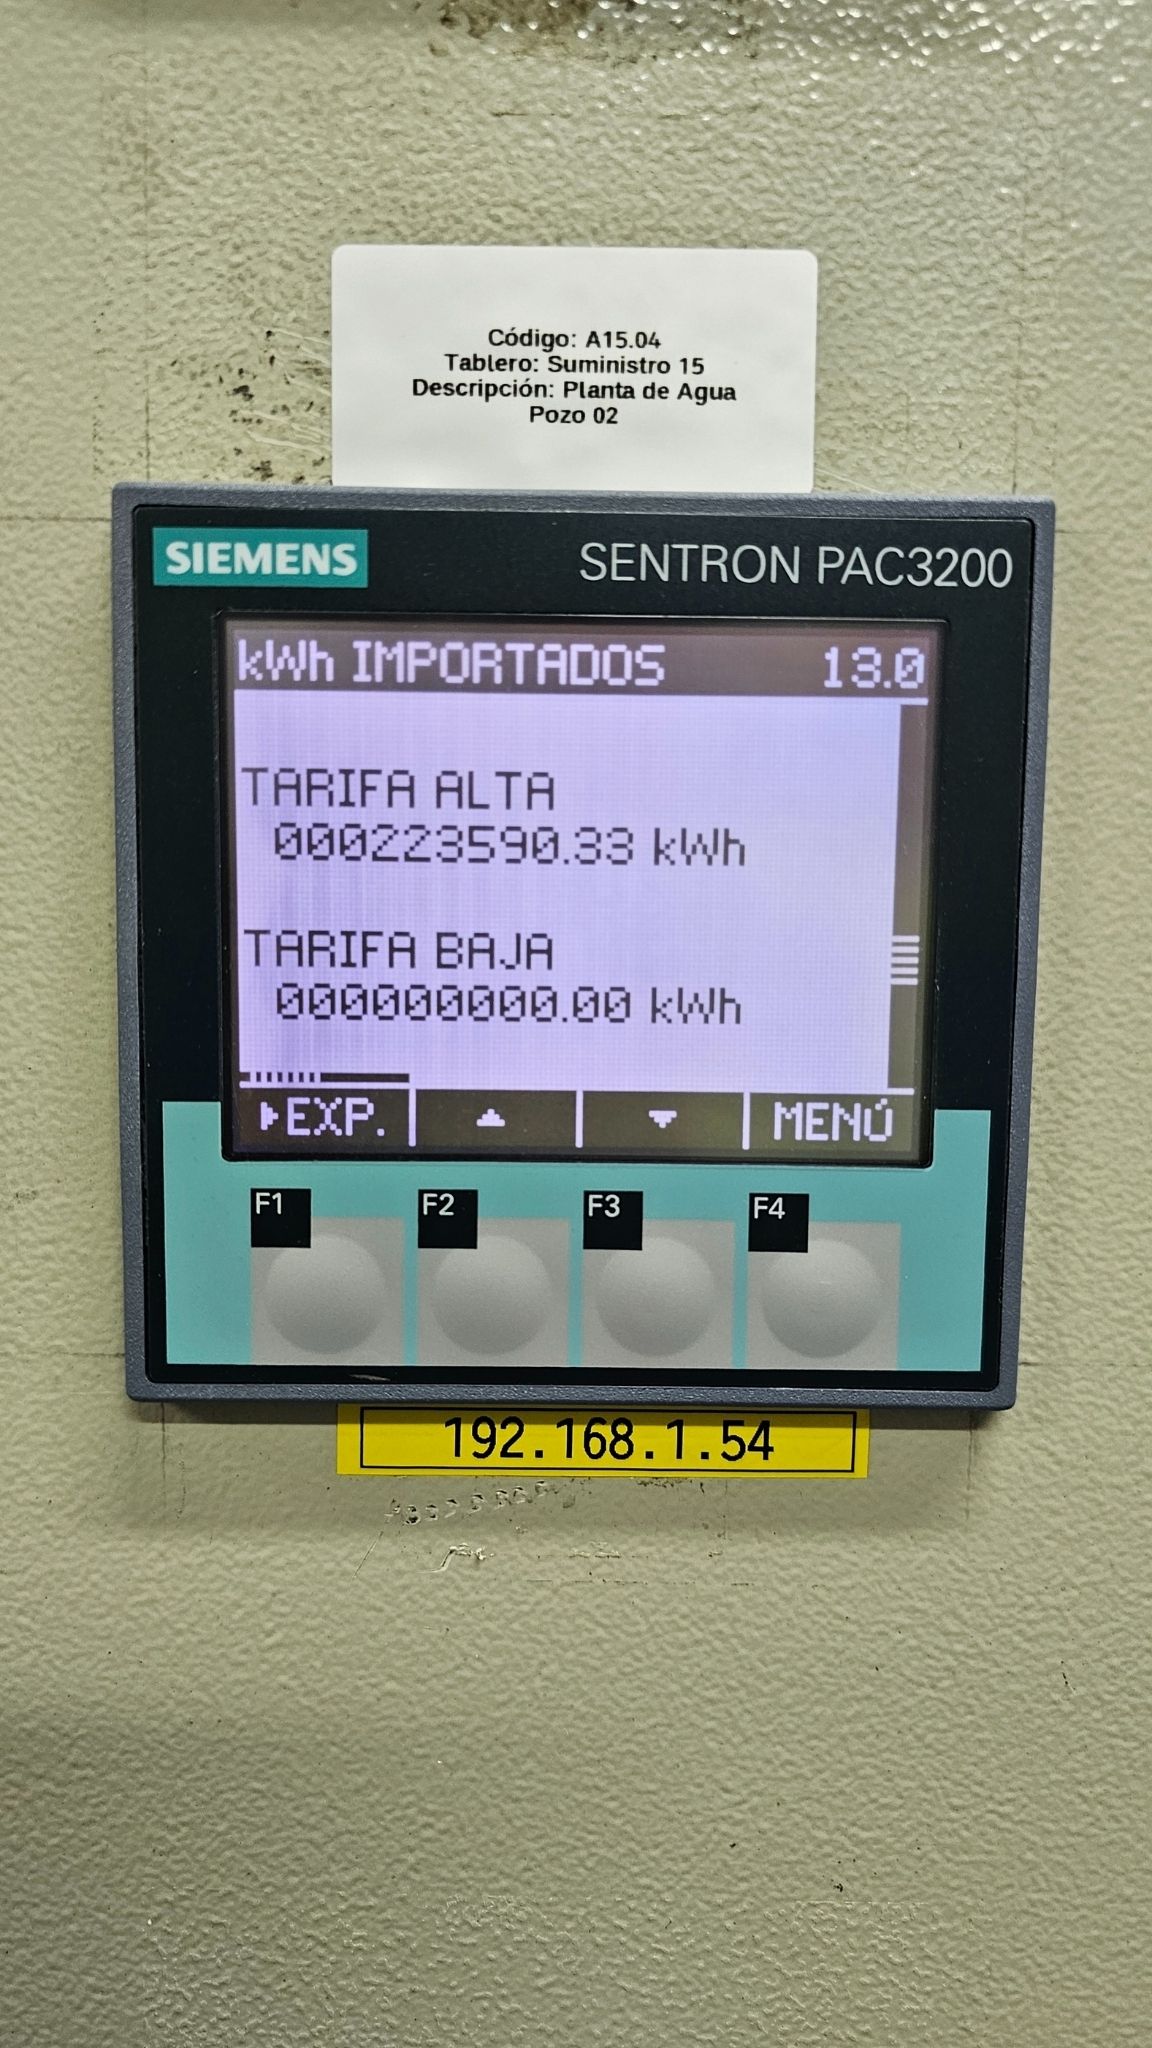 Código: A15.04
Tablero: Suministro 15
Descripción: Planta de Agua
Pozo 02
SIEMENS
SENTRON PAC3200
kWh IMPORTADOS 13.0
TARIFA ALTA
000223590.33 kWh
TARIFA BAJA
000000000.00 kWh
▸EXP. ▲ ▼ MENÚ
F1 F2 F3 F4
192.168.1.54